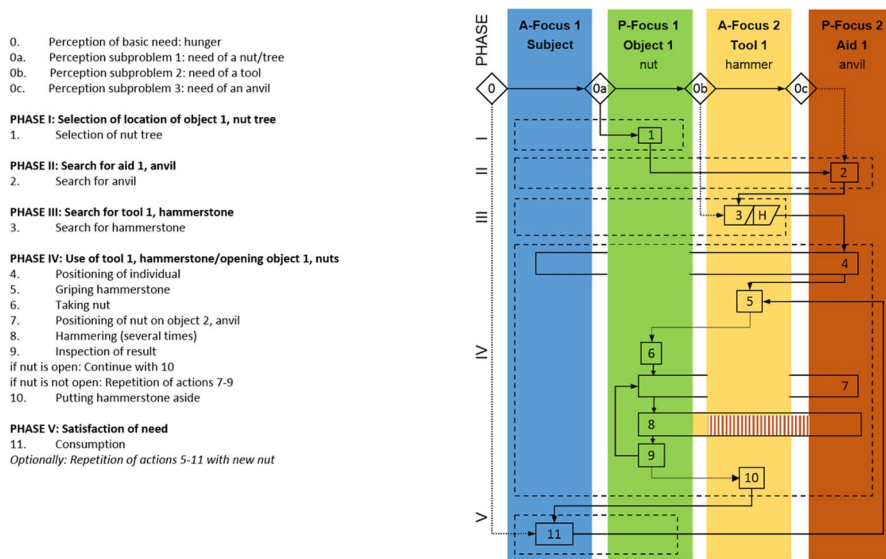 0. Perception of basic need: hunger
0a. Perception subproblem 1: need of a nut/tree
0b. Perception subproblem 2: need of a tool
0c. Perception subproblem 3: need of an anvil
PHASE I: Selection of location of object 1, nut tree
1. Selection of nut tree
PHASE II: Search for aid 1, anvil
2. Search for anvil
PHASE III: Search for tool 1, hammerstone
3. Search for hammerstone
PHASE IV: Use of tool 1, hammerstone/opening object 1, nuts
4. Positioning of individual
5. Griping hammerstone
6. Taking nut
7. Positioning of nut on object 2, anvil
8. Hammering (several times)
9. Inspection of result
if nut is open: Continue with 10
if nut is not open: Repetition of actions 7-9
10. Putting hammerstone aside
PHASE V: Satisfaction of need
11. Consumption
Optionally: Repetition of actions 5-11 with new nut
PHASE
A-Focus 1
Subject
P-Focus 1
Object 1
nut
A-Focus 2
Tool 1
hammer
P-Focus 2
Aid 1
anvil
0 0a 0b 0c
I 1
II 2
III 3 H
4
5
IV 6
7
8
9
10
V 11